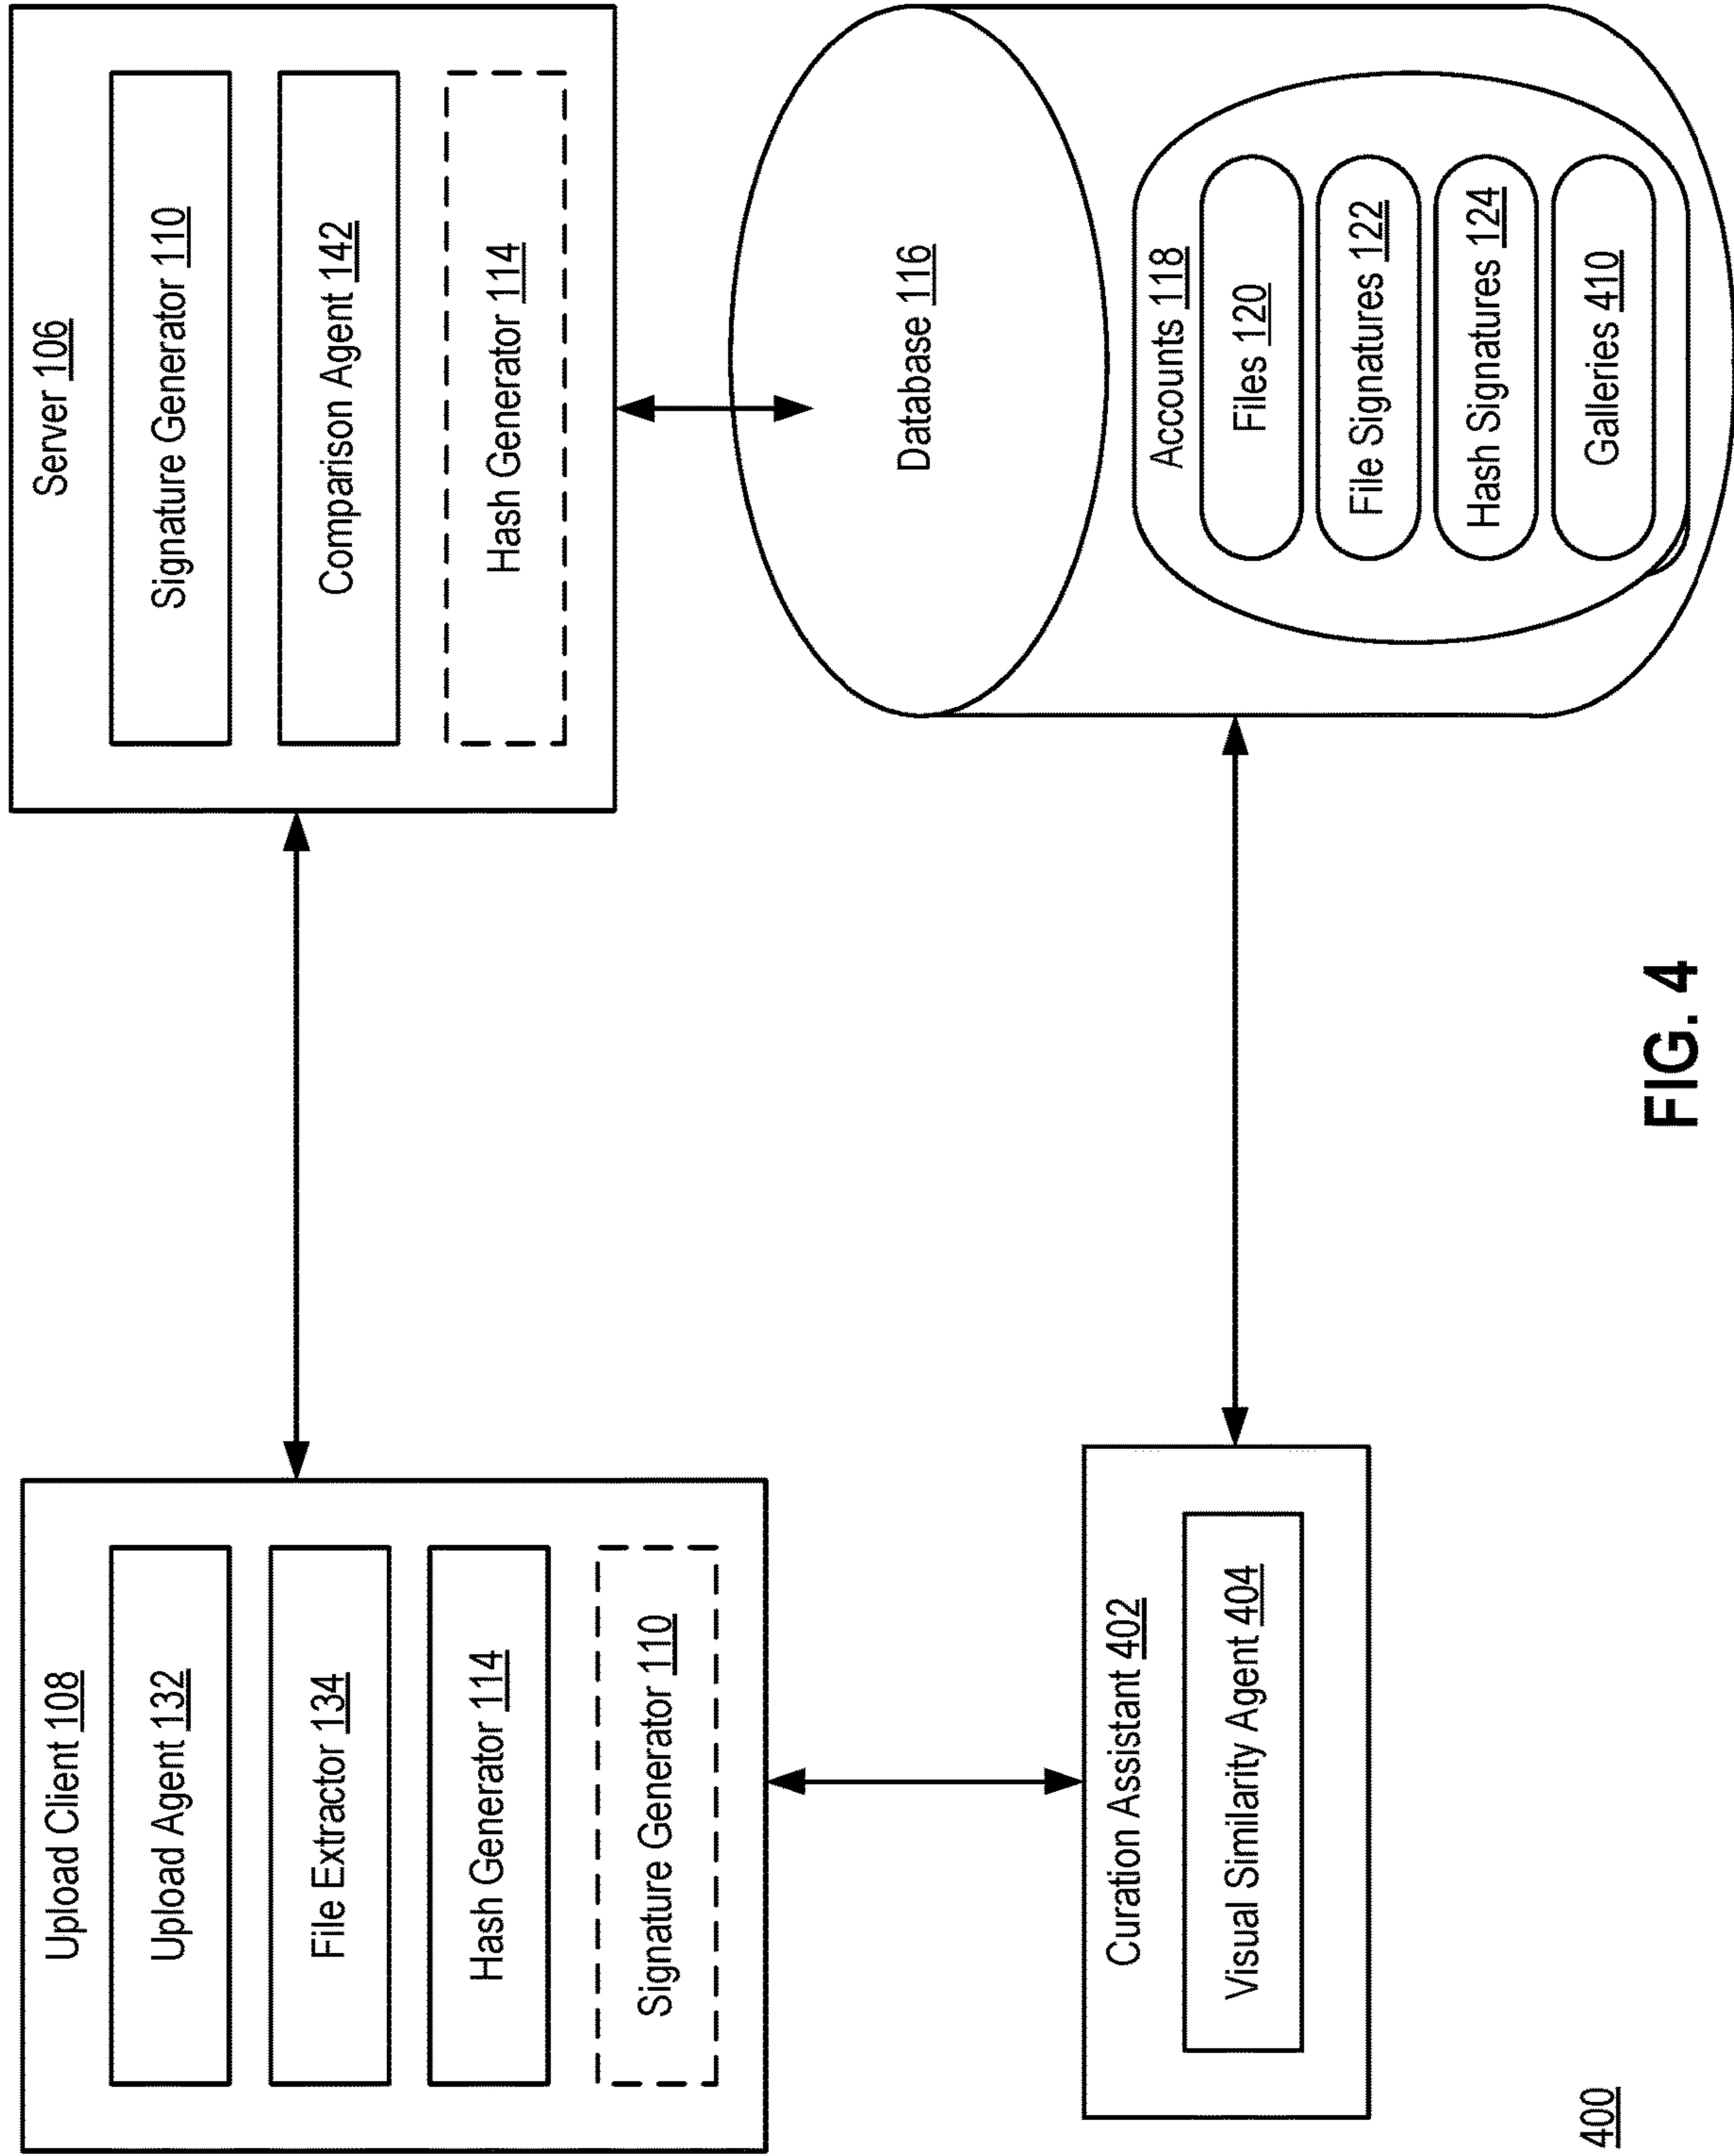 Upload Client 108
Upload Agent 132
File Extractor 134
Hash Generator 114
Signature Generator 110
Server 106
Signature Generator 110
Comparison Agent 142
Hash Generator 114
Curation Assistant 402
Visual Similarity Agent 404
Database 116
Accounts 118
Files 120
File Signatures 122
Hash Signatures 124
Galleries 410
400
FIG. 4